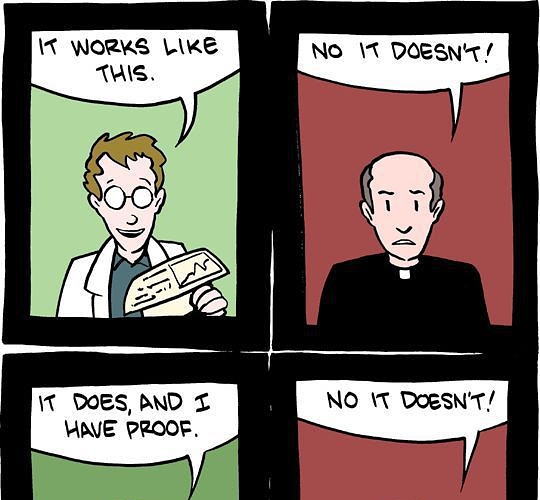 IT WORKS LIKE
THIS.
NO IT DOESN'T!
IT DOES, AND I
HAVE PROOF.
NO IT DOESN'T!